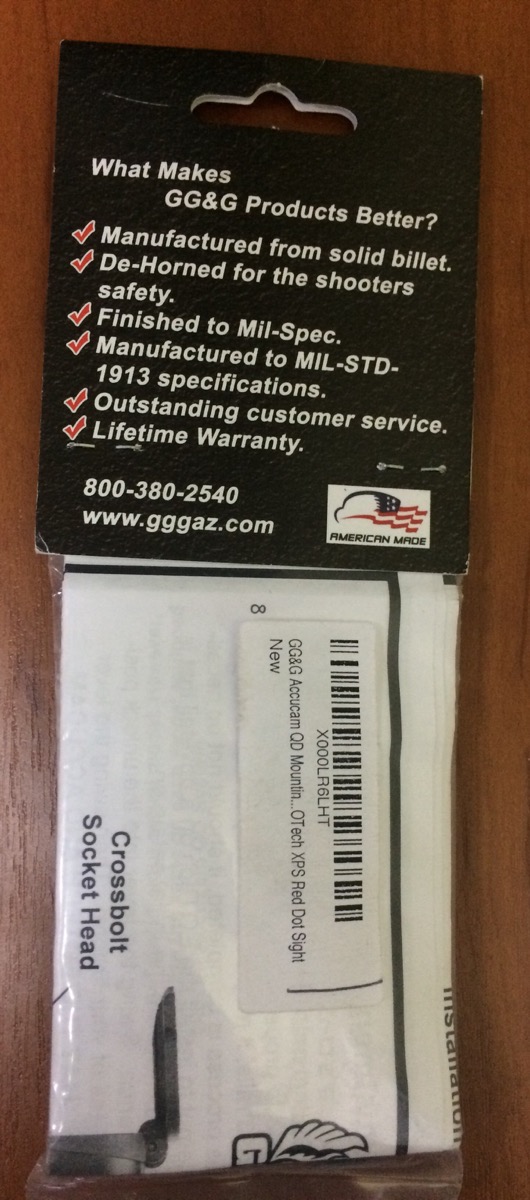 What Makes
GG&G Products Better?
Manufactured from solid billet.
De-Horned for the shooters
safety.
Finished to Mil-Spec.
Manufactured to MIL-STD-
1913 specifications.
Outstanding customer service.
Lifetime Warranty.
800-380-2540
www.gggaz.com
AMERICAN MADE
8
X000LR6LHT
GG&G Accucam QD Mountin...OTech XPS Red Dot Sight
New
Crossbolt
Socket Head
Installation
G